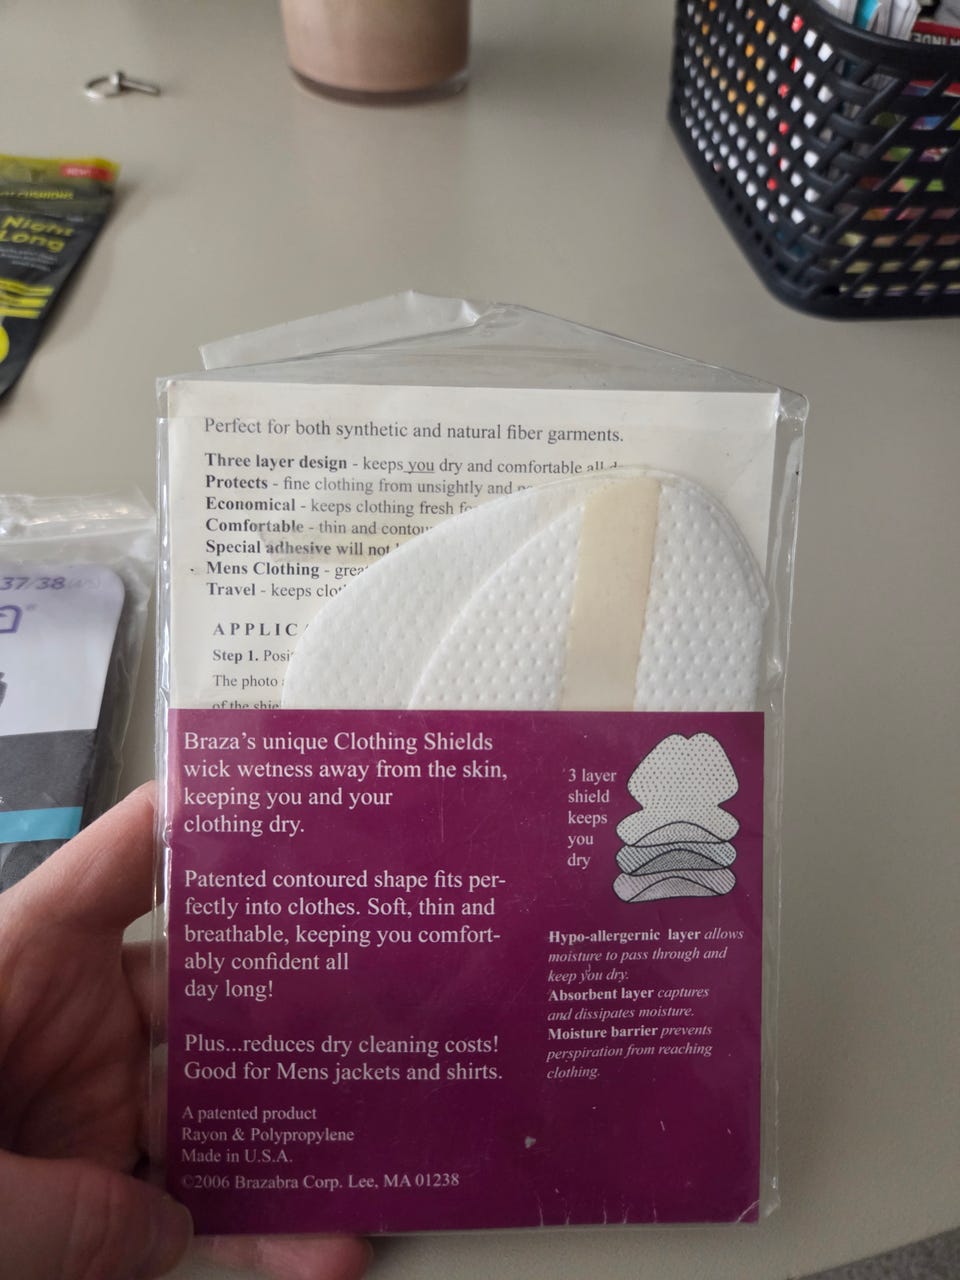 NEW!
CUSHIONS
Night
Long
37/38
Perfect for both synthetic and natural fiber garments.
Three layer design - keeps you dry and comfortable all
Protects - fine clothing from unsightly and
Economical - keeps clothing fresh
Comfortable - thin and
Special adhesive will not
Mens Clothing -
Travel - keeps
Step 1.
The photo
of the
Braza's unique Clothing Shields
wick wetness away from the skin,
keeping you and your
clothing dry.
Patented contoured shape fits per-
fectly into clothes. Soft, thin and
breathable, keeping you comfort-
ably confident all
day long!
Plus...reduces dry cleaning costs!
Good for Mens jackets and shirts.
A patented product
Rayon & Polypropylene
Made in U.S.A.
©2006 Brazabra Corp. Lee, MA 01238
3 layer
shield
keeps
you
dry
Hypo-allergernic layer allows
moisture to pass through and
keep you dry.
Absorbent layer captures
and dissipates moisture.
Moisture barrier prevents
perspiration from reaching
clothing.